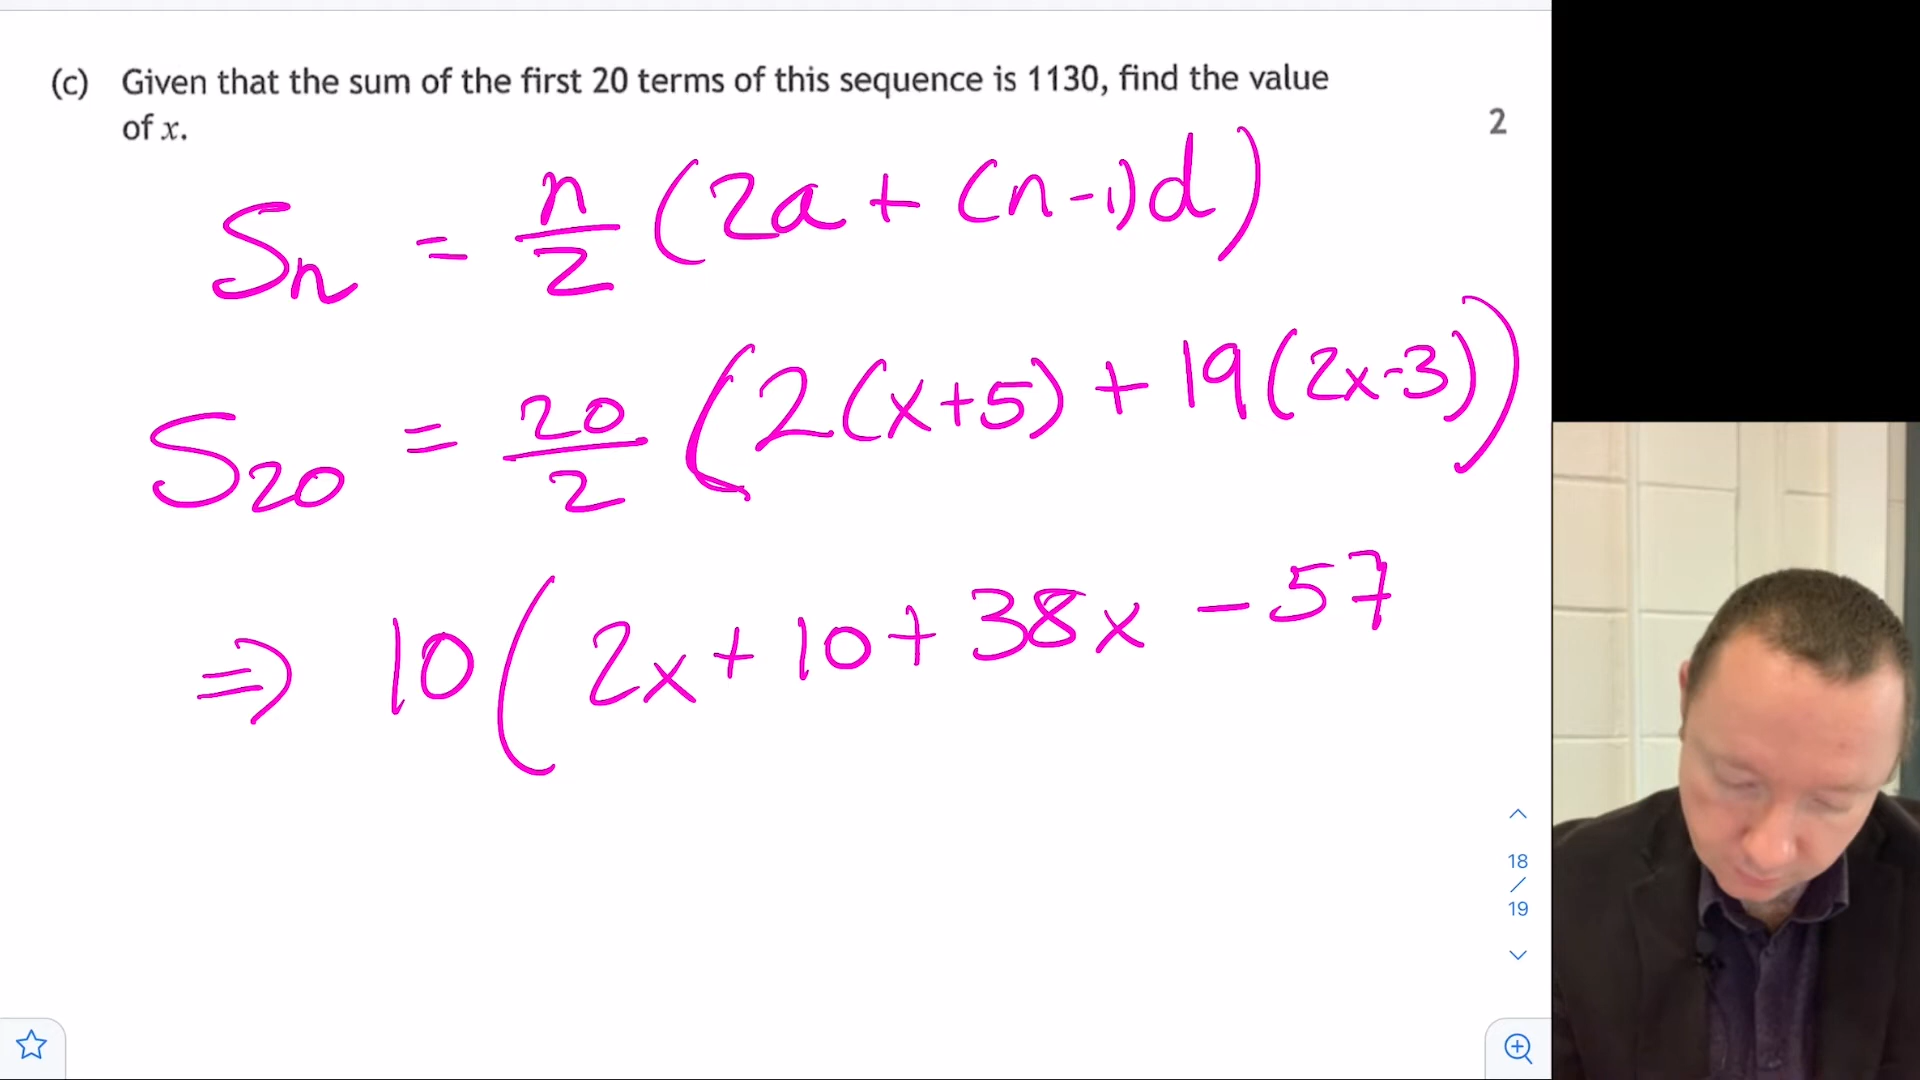 (c) Given that the sum of the first 20 terms of this sequence is 1130, find the value
of x.
2
Sn = n/2 (2a + (n-1)d)
S20 = 20/2 (2(x+5) + 19(2x-3))
⇒ 10(2x + 10 + 38x - 57
18
/
19